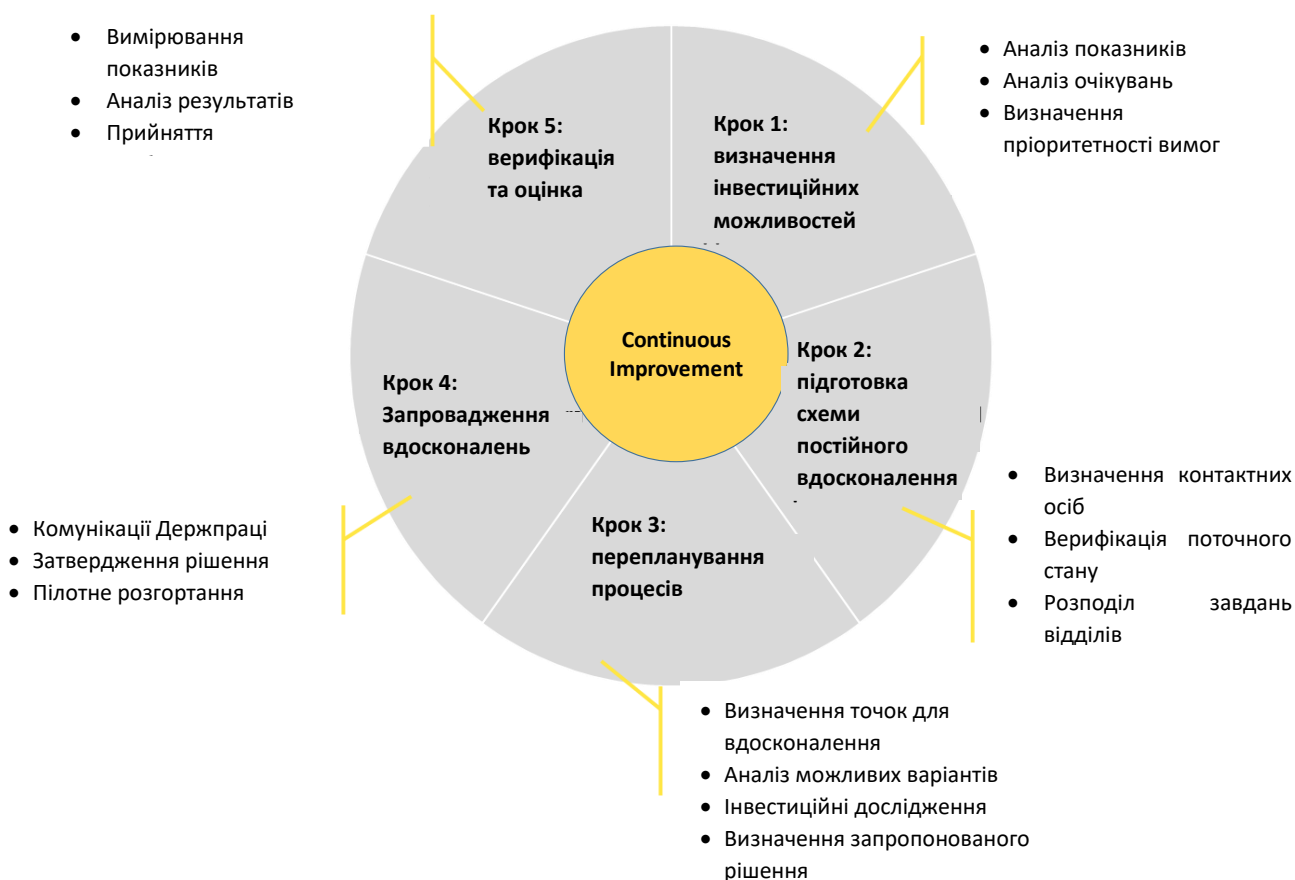 • Вимірювання
показників
• Аналіз результатів
• Прийняття
• Аналіз показників
• Аналіз очікувань
• Визначення
пріоритетності вимог
Крок 5:
верифікація
та оцінка
Крок 1:
визначення
інвестиційних
можливостей
Continuous
Improvement
Крок 2:
підготовка
схеми
постійного
вдосконалення
Крок 4:
Запровадження
вдосконалень
Крок 3:
перепланування
процесів
• Визначення контактних
осіб
• Верифікація поточного
стану
• Розподіл завдань
відділів
• Комунікації Держпраці
• Затвердження рішення
• Пілотне розгортання
• Визначення точок для
вдосконалення
• Аналіз можливих варіантів
• Інвестиційні дослідження
• Визначення запропонованого
рішення